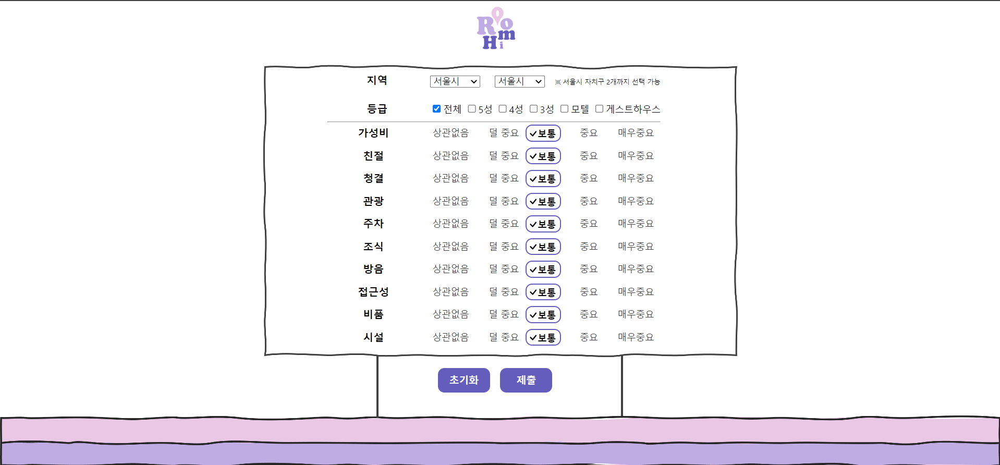 Room
Hi
지역 서울시 서울시 ※ 서울시 자치구 2개까지 선택 가능
등급 전체 5성 4성 3성 모텔 게스트하우스
가성비 상관없음 덜 중요 보통 중요 매우중요
친절 상관없음 덜 중요 보통 중요 매우중요
청결 상관없음 덜 중요 보통 중요 매우중요
관광 상관없음 덜 중요 보통 중요 매우중요
주차 상관없음 덜 중요 보통 중요 매우중요
조식 상관없음 덜 중요 보통 중요 매우중요
방음 상관없음 덜 중요 보통 중요 매우중요
접근성 상관없음 덜 중요 보통 중요 매우중요
비품 상관없음 덜 중요 보통 중요 매우중요
시설 상관없음 덜 중요 보통 중요 매우중요
초기화 제출